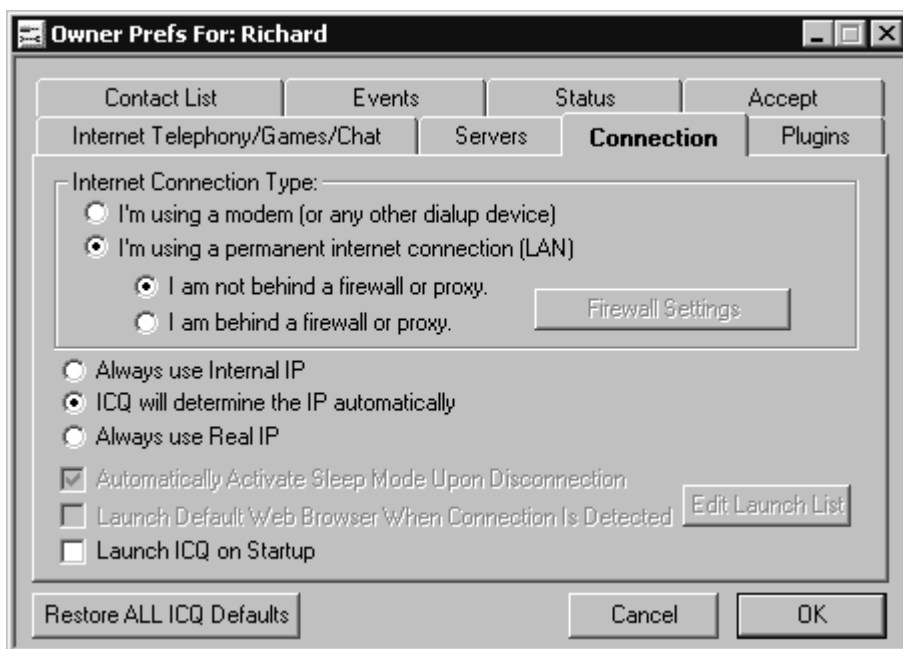 Owner Prefs For: Richard
Contact List Events Status Accept
Internet Telephony/Games/Chat Servers Connection Plugins
Internet Connection Type:
I'm using a modem (or any other dialup device)
I'm using a permanent internet connection (LAN)
I am not behind a firewall or proxy.
I am behind a firewall or proxy.
Firewall Settings
Always use Internal IP
ICQ will determine the IP automatically
Always use Real IP
Automatically Activate Sleep Mode Upon Disconnection
Launch Default Web Browser When Connection Is Detected
Edit Launch List
Launch ICQ on Startup
Restore ALL ICQ Defaults Cancel OK